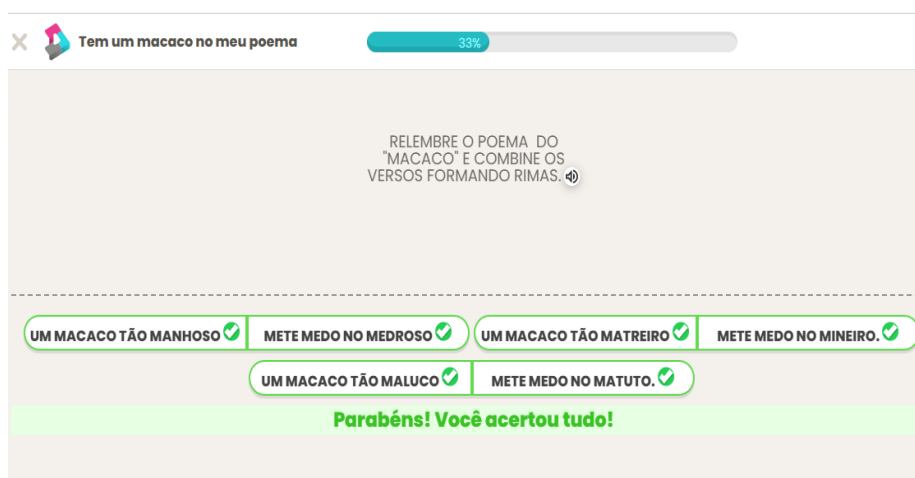 Tem um macaco no meu poema
33%
RELEMBRE O POEMA DO
"MACACO" E COMBINE OS
VERSOS FORMANDO RIMAS.
UM MACACO TÃO MANHOSO METE MEDO NO MEDROSO UM MACACO TÃO MATREIRO METE MEDO NO MINEIRO.
UM MACACO TÃO MALUCO METE MEDO NO MATUTO.
Parabéns! Você acertou tudo!